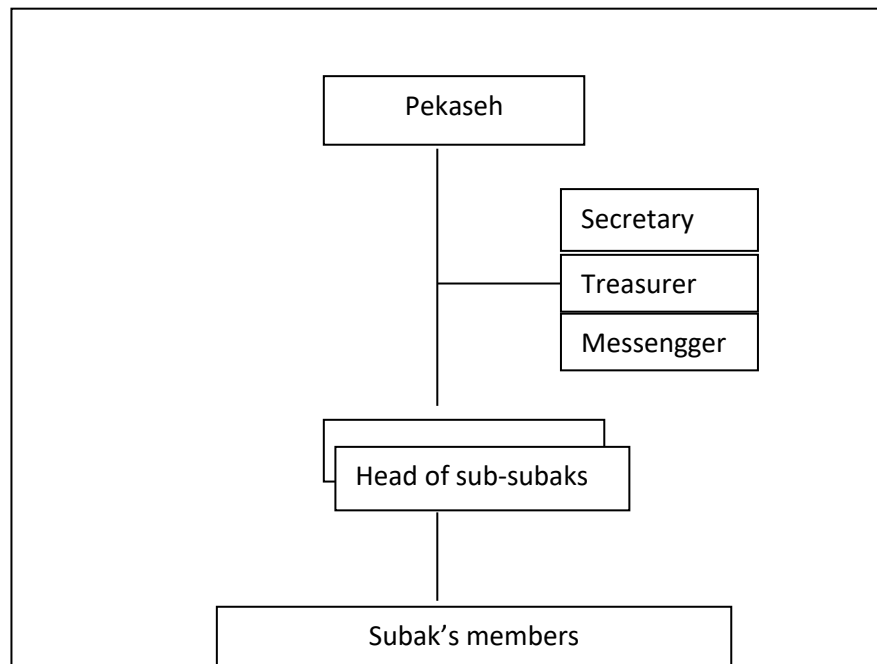 Pekaseh
Secretary
Treasurer
Messengger
Head of sub-subaks
Subak’s members